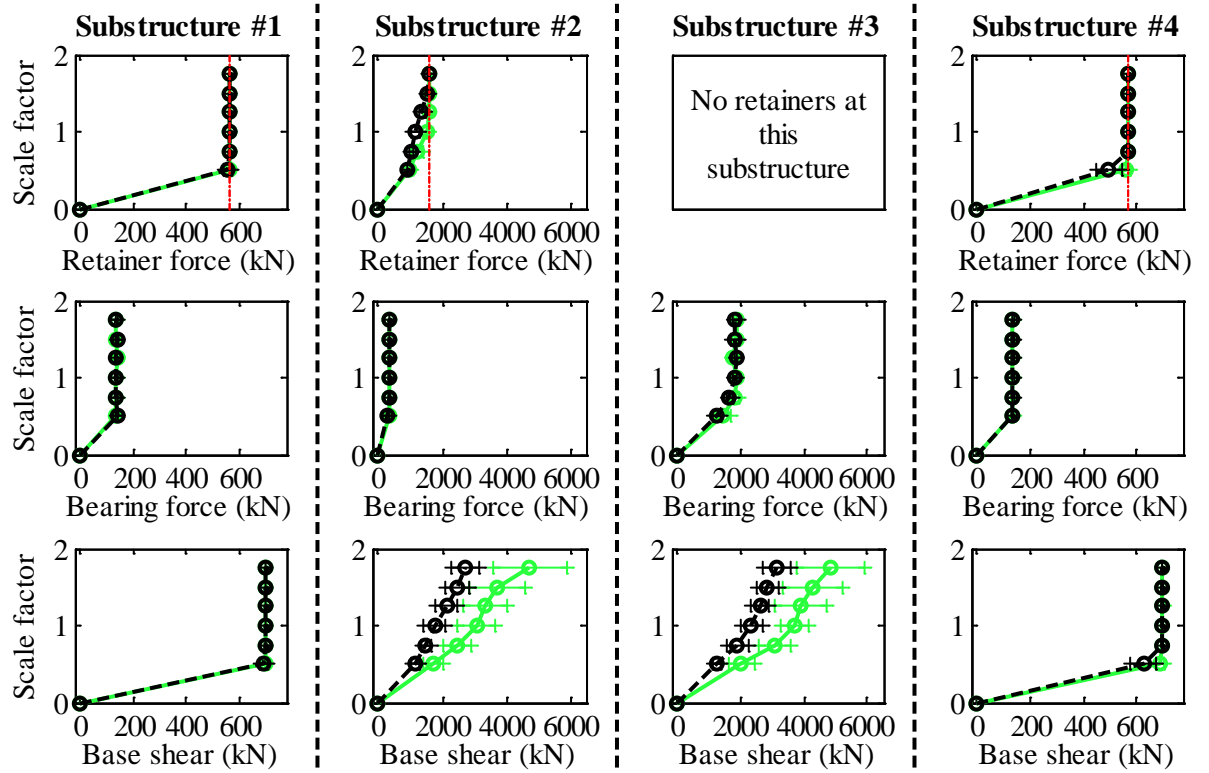 Substructure #1 Substructure #2 Substructure #3 Substructure #4
Scale factor
2
1
0
0 200 400 600
Retainer force (kN)
2
1
0
0 2000 4000 6000
Retainer force (kN)
No retainers at
this
substructure
2
1
0
0 200 400 600
Retainer force (kN)
Scale factor
2
1
0
0 200 400 600
Bearing force (kN)
2
1
0
0 2000 4000 6000
Bearing force (kN)
2
1
0
0 2000 4000 6000
Bearing force (kN)
2
1
0
0 200 400 600
Bearing force (kN)
Scale factor
2
1
0
0 200 400 600
Base shear (kN)
2
1
0
0 2000 4000 6000
Base shear (kN)
2
1
0
0 2000 4000 6000
Base shear (kN)
2
1
0
0 200 400 600
Base shear (kN)